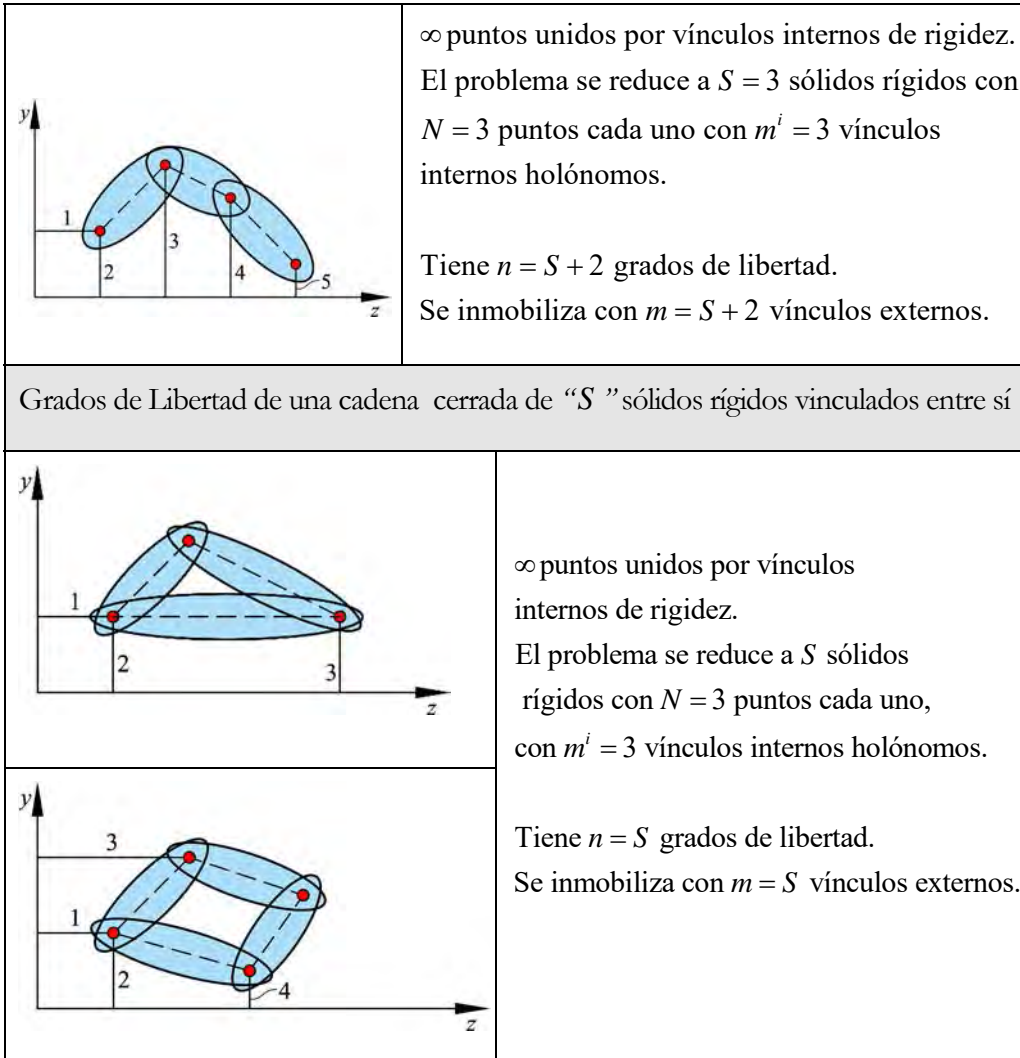 ∞ puntos unidos por vínculos internos de rigidez.
El problema se reduce a S = 3 sólidos rígidos con
N = 3 puntos cada uno con mⁱ = 3 vínculos
internos holónomos.
Tiene n = S + 2 grados de libertad.
Se inmobiliza con m = S + 2 vínculos externos.
y
1
2
3
4
5
z
Grados de Libertad de una cadena cerrada de “S ” sólidos rígidos vinculados entre sí
y
1
2
3
z
∞ puntos unidos por vínculos
internos de rigidez.
El problema se reduce a S sólidos
rígidos con N = 3 puntos cada uno,
con mⁱ = 3 vínculos internos holónomos.
Tiene n = S grados de libertad.
Se inmobiliza con m = S vínculos externos.
y
3
1
2
4
z